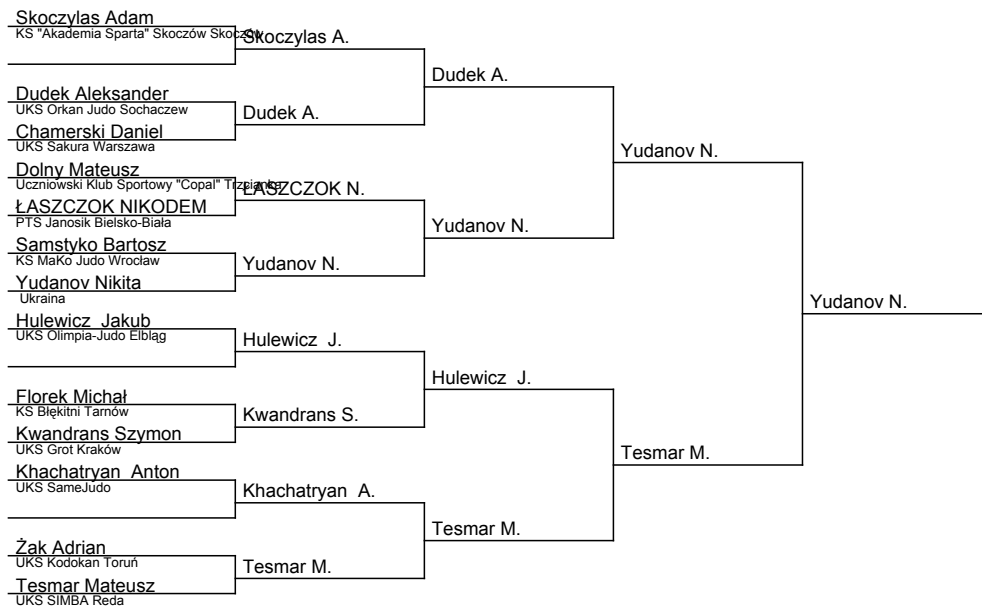 Skoczylas Adam
KS "Akademia Sparta" Skoczów Skoczów
Skoczylas A.
Dudek A.
Dudek Aleksander
UKS Orkan Judo Sochaczew
Dudek A.
Chamerski Daniel
UKS Sakura Warszawa
Yudanov N.
Dolny Mateusz
Uczniowski Klub Sportowy "Copal" Trzcianka
ŁASZCZOK N.
ŁASZCZOK NIKODEM
PTS Janosik Bielsko-Biała
Yudanov N.
Samstyko Bartosz
KS MaKo Judo Wrocław
Yudanov N.
Yudanov Nikita
Ukraina
Yudanov N.
Hulewicz  Jakub
UKS Olimpia-Judo Elbląg
Hulewicz  J.
Hulewicz  J.
Florek Michał
KS Błękitni Tarnów
Kwandrans S.
Kwandrans Szymon
UKS Grot Kraków
Tesmar M.
Khachatryan  Anton
UKS SameJudo
Khachatryan  A.
Tesmar M.
Żak Adrian
UKS Kodokan Toruń
Tesmar M.
Tesmar Mateusz
UKS SIMBA Reda